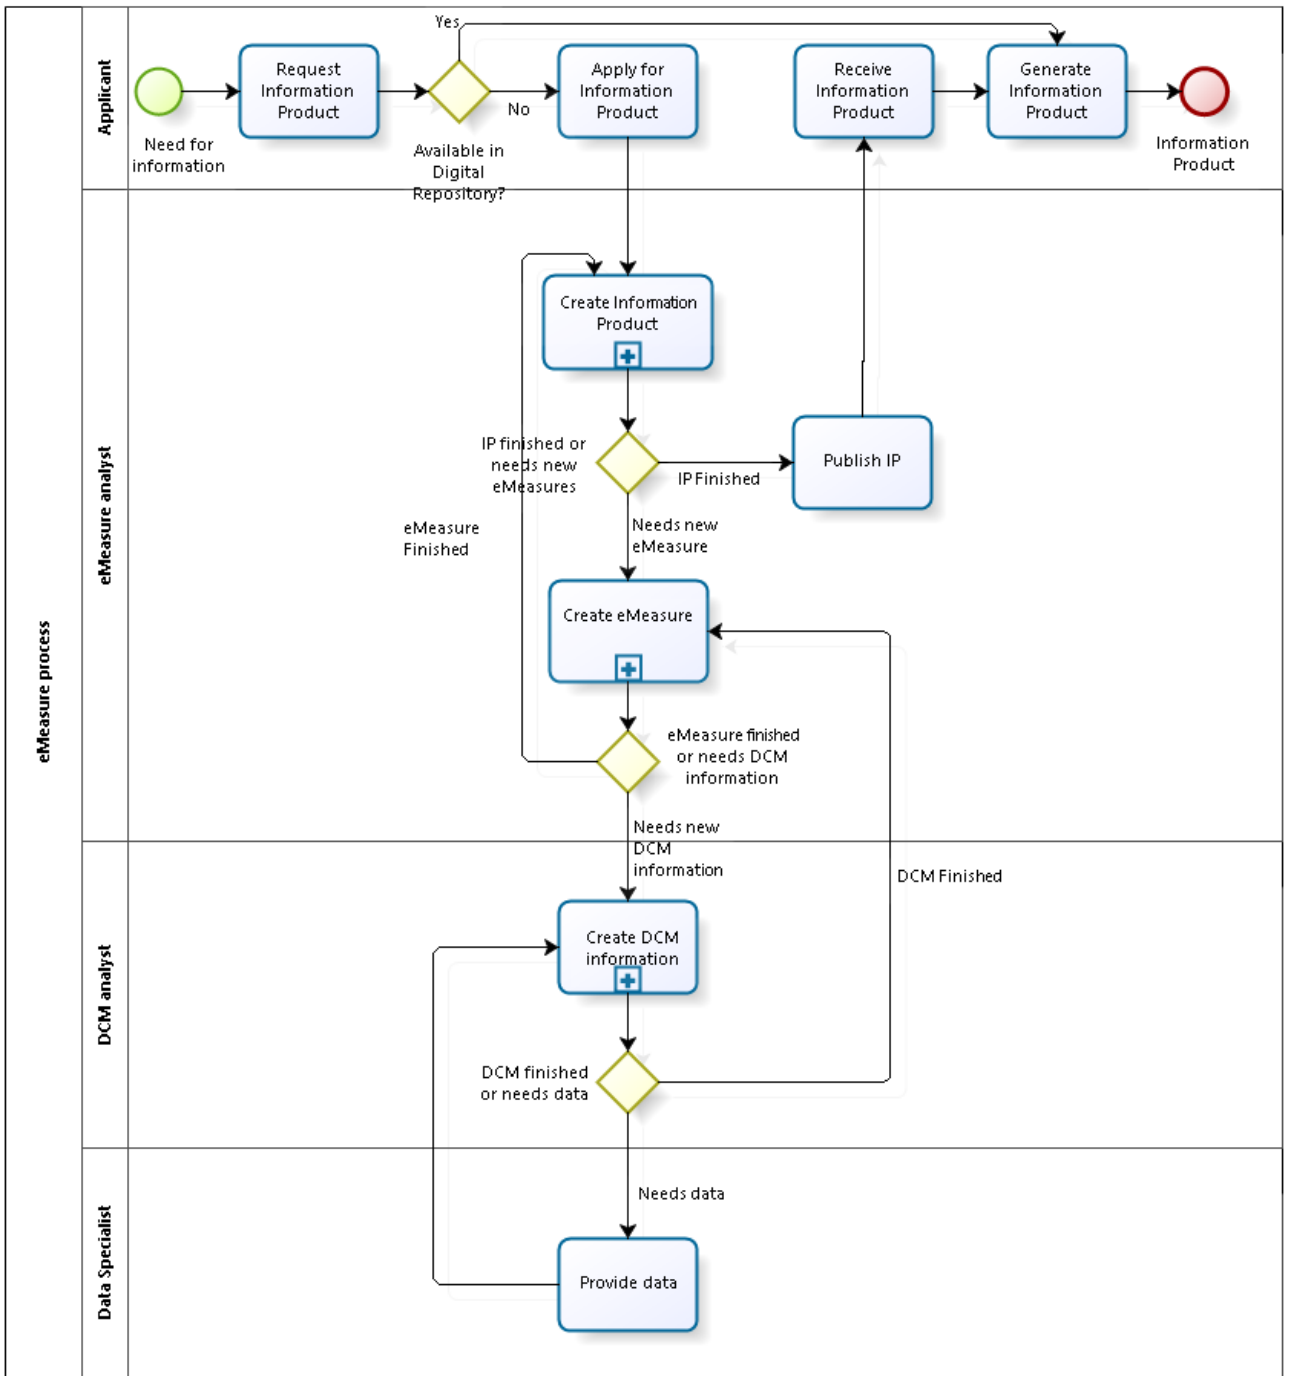 eMeasure process
Applicant
Need for
information
Request
Information
Product
Yes
No
Available in
Digital
Repository?
Apply for
Information
Product
Receive
Information
Product
Generate
Information
Product
Information
Product
eMeasure analyst
Create Information
Product
IP finished or
needs new
eMeasures
IP Finished
Publish IP
eMeasure
Finished
Needs new
eMeasure
Create eMeasure
eMeasure finished
or needs DCM
information
Needs new
DCM
information
DCM Finished
DCM analyst
Create DCM
information
DCM finished
or needs data
Needs data
Data Specialist
Provide data